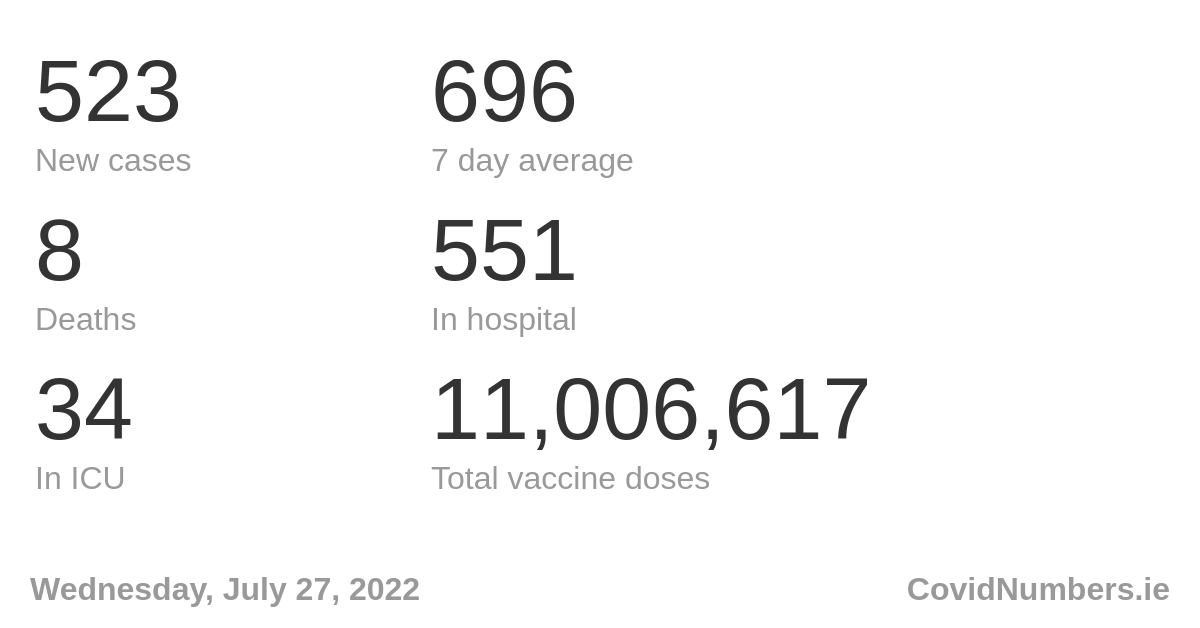 523
696
New cases
7 day average
8
551
Deaths
In hospital
34
11,006,617
In ICU
Total vaccine doses
Wednesday, July 27, 2022
CovidNumbers.ie